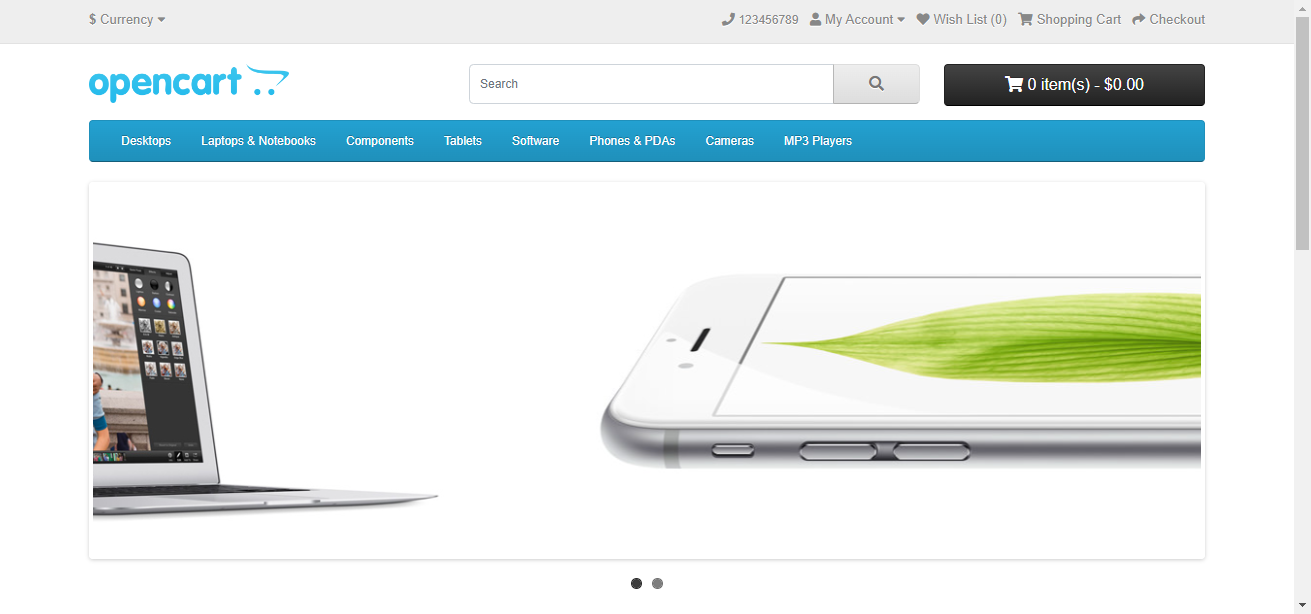 $ Currency
123456789 My Account Wish List (0) Shopping Cart Checkout
opencart
Search
0 item(s) - $0.00
Desktops Laptops & Notebooks Components Tablets Software Phones & PDAs Cameras MP3 Players